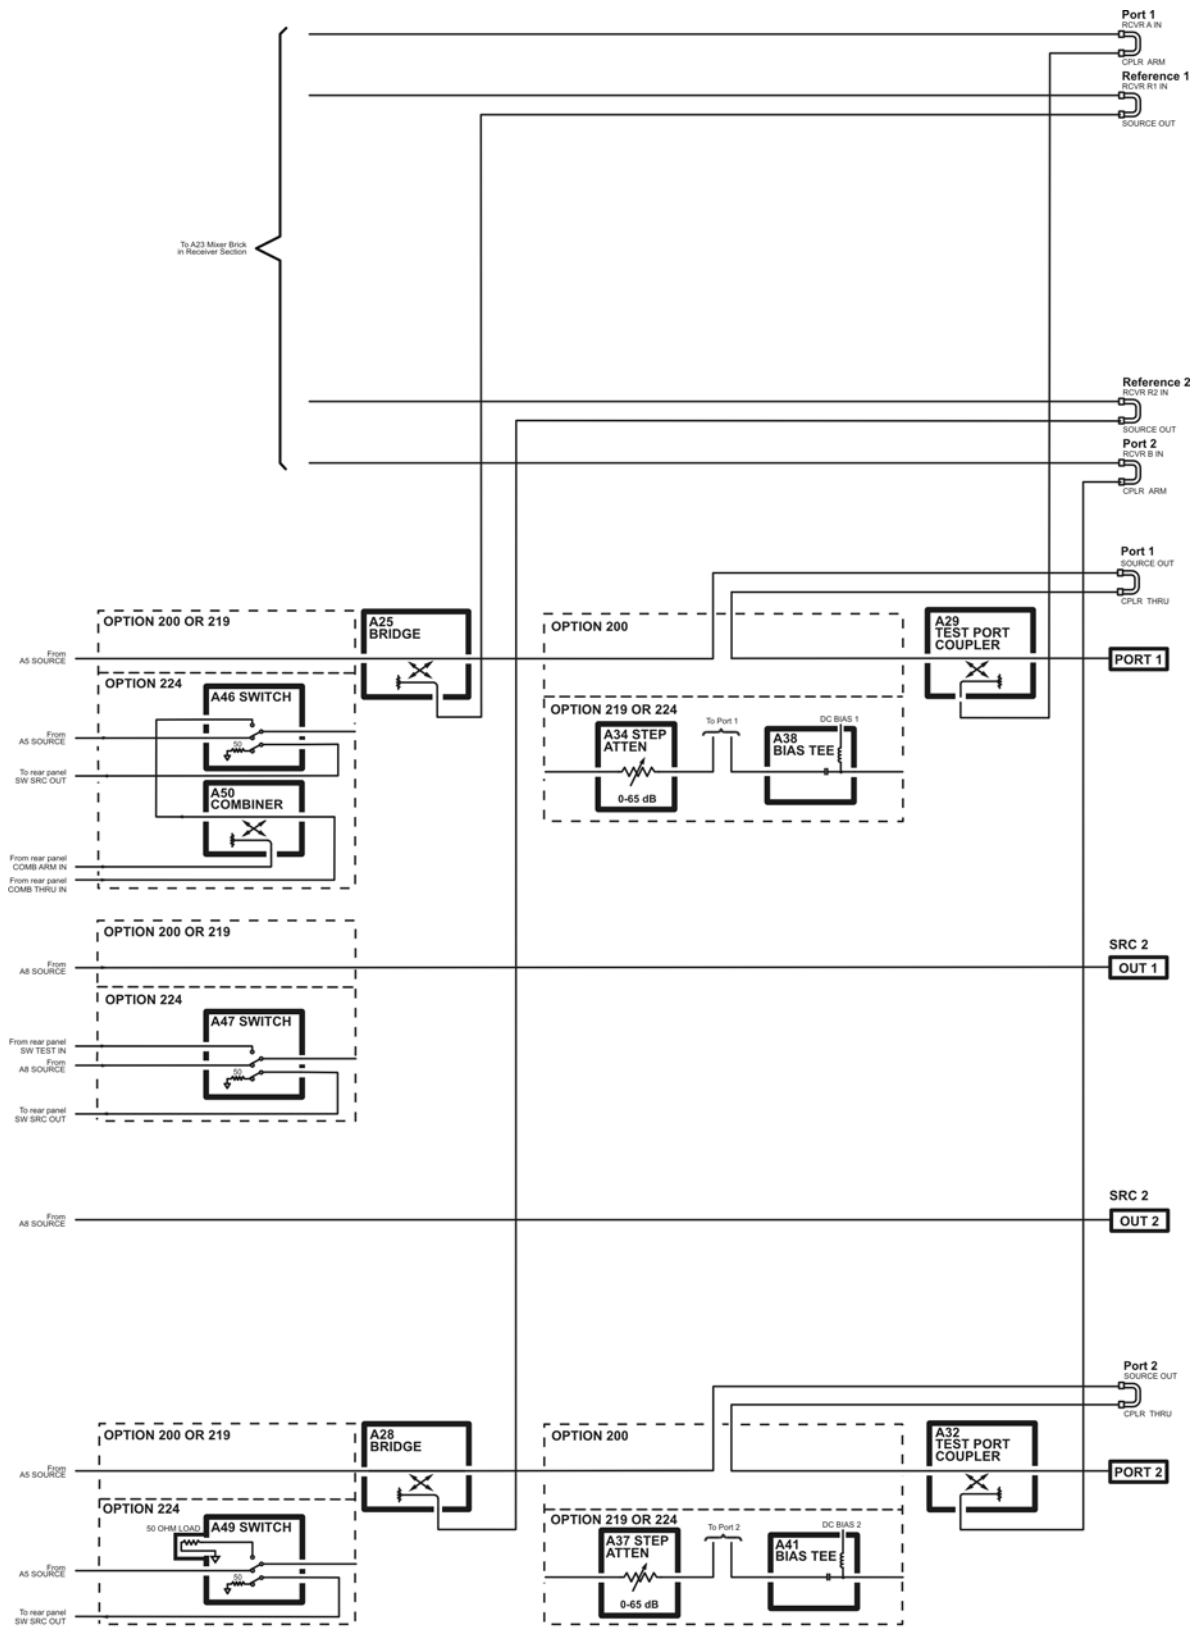 Port 1
RCVR A IN
CPLR ARM
Reference 1
RCVR R1 IN
SOURCE OUT
To A23 Mixer Brick
in Receiver Section
Reference 2
RCVR R2 IN
SOURCE OUT
Port 2
RCVR B IN
CPLR ARM
Port 1
SOURCE OUT
CPLR THRU
OPTION 200 OR 219
A25
BRIDGE
OPTION 200
A29
TEST PORT
COUPLER
From
A5 SOURCE
PORT 1
OPTION 224
A46 SWITCH
50
From
A5 SOURCE
To rear panel
SW SRC OUT
A50
COMBINER
From rear panel
COMB ARM IN
From rear panel
COMB THRU IN
OPTION 219 OR 224
A34 STEP
ATTEN
0-65 dB
To Port 1
DC BIAS 1
A38
BIAS TEE
OPTION 200 OR 219
From
A8 SOURCE
SRC 2
OUT 1
OPTION 224
A47 SWITCH
50
From rear panel
SW TEST IN
From
A8 SOURCE
To rear panel
SW SRC OUT
From
A8 SOURCE
SRC 2
OUT 2
Port 2
SOURCE OUT
CPLR THRU
OPTION 200 OR 219
A28
BRIDGE
OPTION 200
A32
TEST PORT
COUPLER
From
A5 SOURCE
PORT 2
OPTION 224
50 OHM LOAD
A49 SWITCH
50
From
A5 SOURCE
To rear panel
SW SRC OUT
OPTION 219 OR 224
A37 STEP
ATTEN
0-65 dB
To Port 2
DC BIAS 2
A41
BIAS TEE